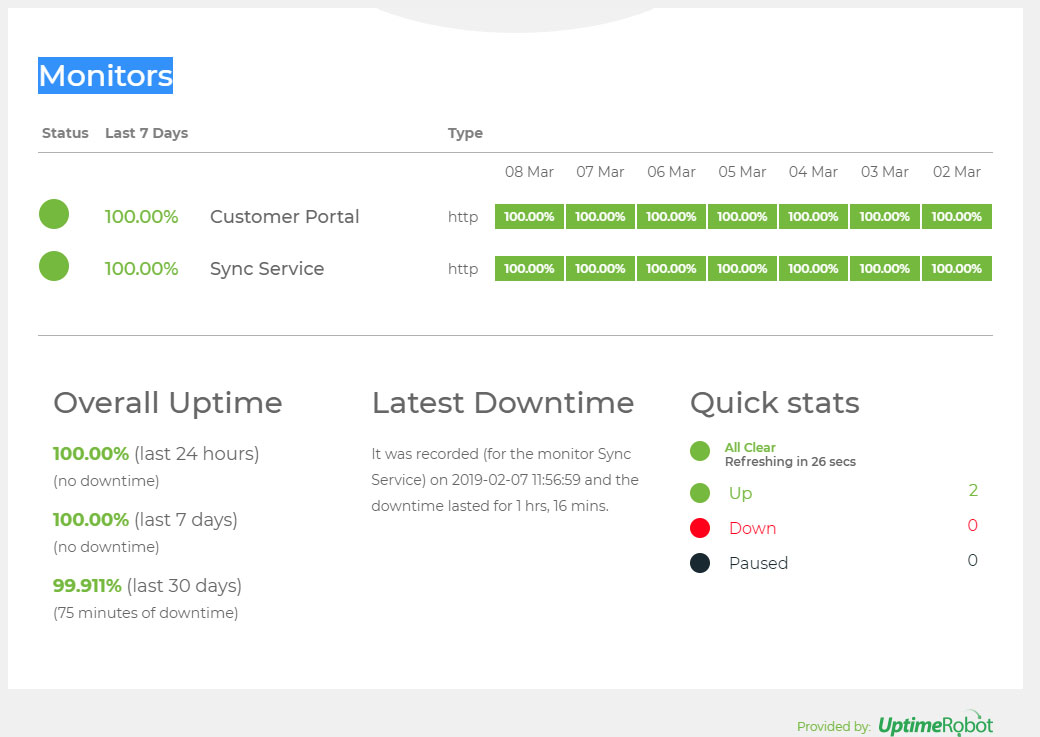 Monitors
Status Last 7 Days Type
08 Mar 07 Mar 06 Mar 05 Mar 04 Mar 03 Mar 02 Mar
100.00% Customer Portal http 100.00% 100.00% 100.00% 100.00% 100.00% 100.00% 100.00%
100.00% Sync Service http 100.00% 100.00% 100.00% 100.00% 100.00% 100.00% 100.00%
Overall Uptime
100.00% (last 24 hours)
(no downtime)
100.00% (last 7 days)
(no downtime)
99.911% (last 30 days)
(75 minutes of downtime)
Latest Downtime
It was recorded (for the monitor Sync
Service) on 2019-02-07 11:56:59 and the
downtime lasted for 1 hrs, 16 mins.
Quick stats
All Clear
Refreshing in 26 secs
Up 2
Down 0
Paused 0
Provided by: UptimeRobot